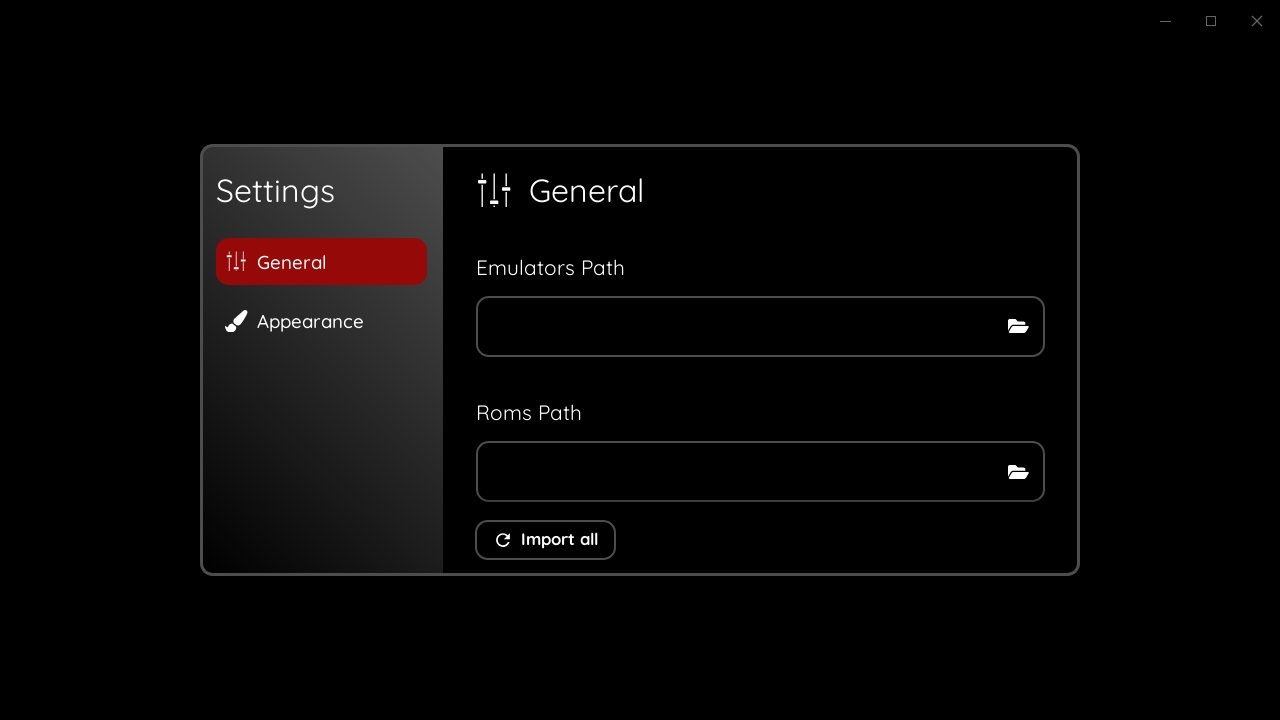 Settings
General
Appearance
General
Emulators Path
Roms Path
Import all